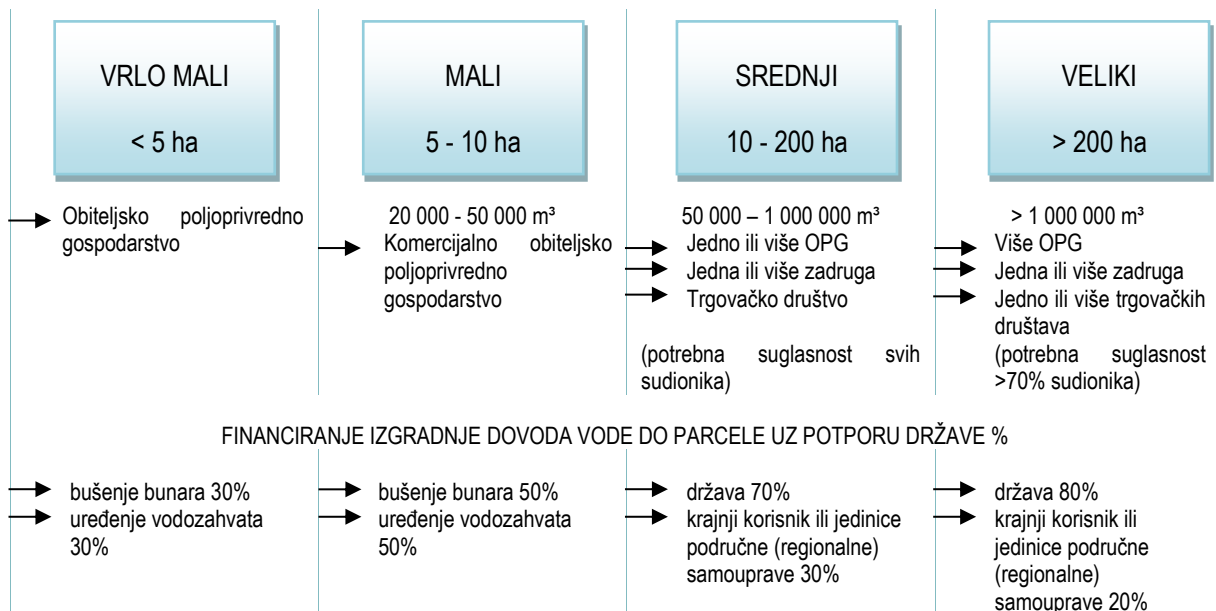 VRLO MALI
< 5 ha
MALI
5 - 10 ha
SREDNJI
10 - 200 ha
VELIKI
> 200 ha
Obiteljsko poljoprivredno
gospodarstvo
20 000 - 50 000 m³
Komercijalno obiteljsko
poljoprivredno
gospodarstvo
50 000 – 1 000 000 m³
Jedno ili više OPG
Jedna ili više zadruga
Trgovačko društvo
(potrebna suglasnost svih
sudionika)
> 1 000 000 m³
Više OPG
Jedna ili više zadruga
Jedno ili više trgovačkih
društava
(potrebna suglasnost
>70% sudionika)
FINANCIRANJE IZGRADNJE DOVODA VODE DO PARCELE UZ POTPORU DRŽAVE %
bušenje bunara 30%
uređenje vodozahvata
30%
bušenje bunara 50%
uređenje vodozahvata
50%
država 70%
krajnji korisnik ili jedinice
područne (regionalne)
samouprave 30%
država 80%
krajnji korisnik ili
jedinice područne
(regionalne)
samouprave 20%